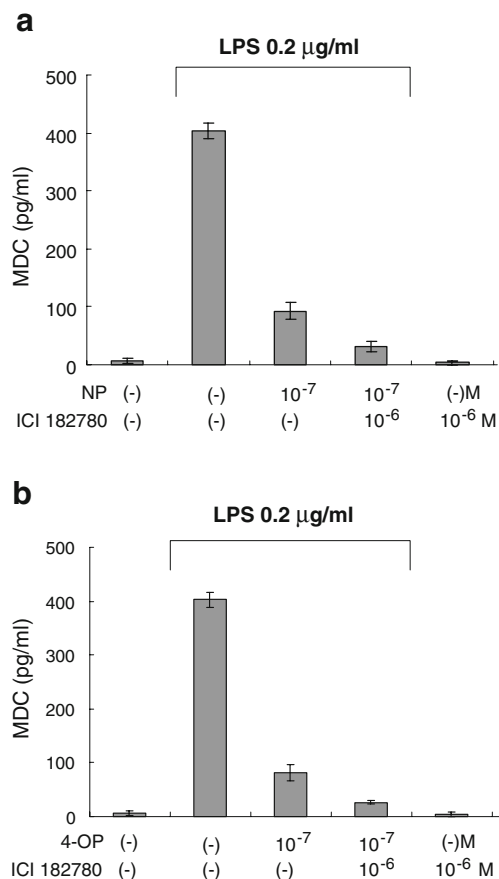 a
LPS 0.2 μg/ml
500
400
300
200
100
0
MDC (pg/ml)
NP (-) (-) 10⁻⁷ 10⁻⁷ (-)M
ICI 182780 (-) (-) (-) 10⁻⁶ 10⁻⁶ M
b
LPS 0.2 μg/ml
500
400
300
200
100
0
MDC (pg/ml)
4-OP (-) (-) 10⁻⁷ 10⁻⁷ (-)M
ICI 182780 (-) (-) (-) 10⁻⁶ 10⁻⁶ M